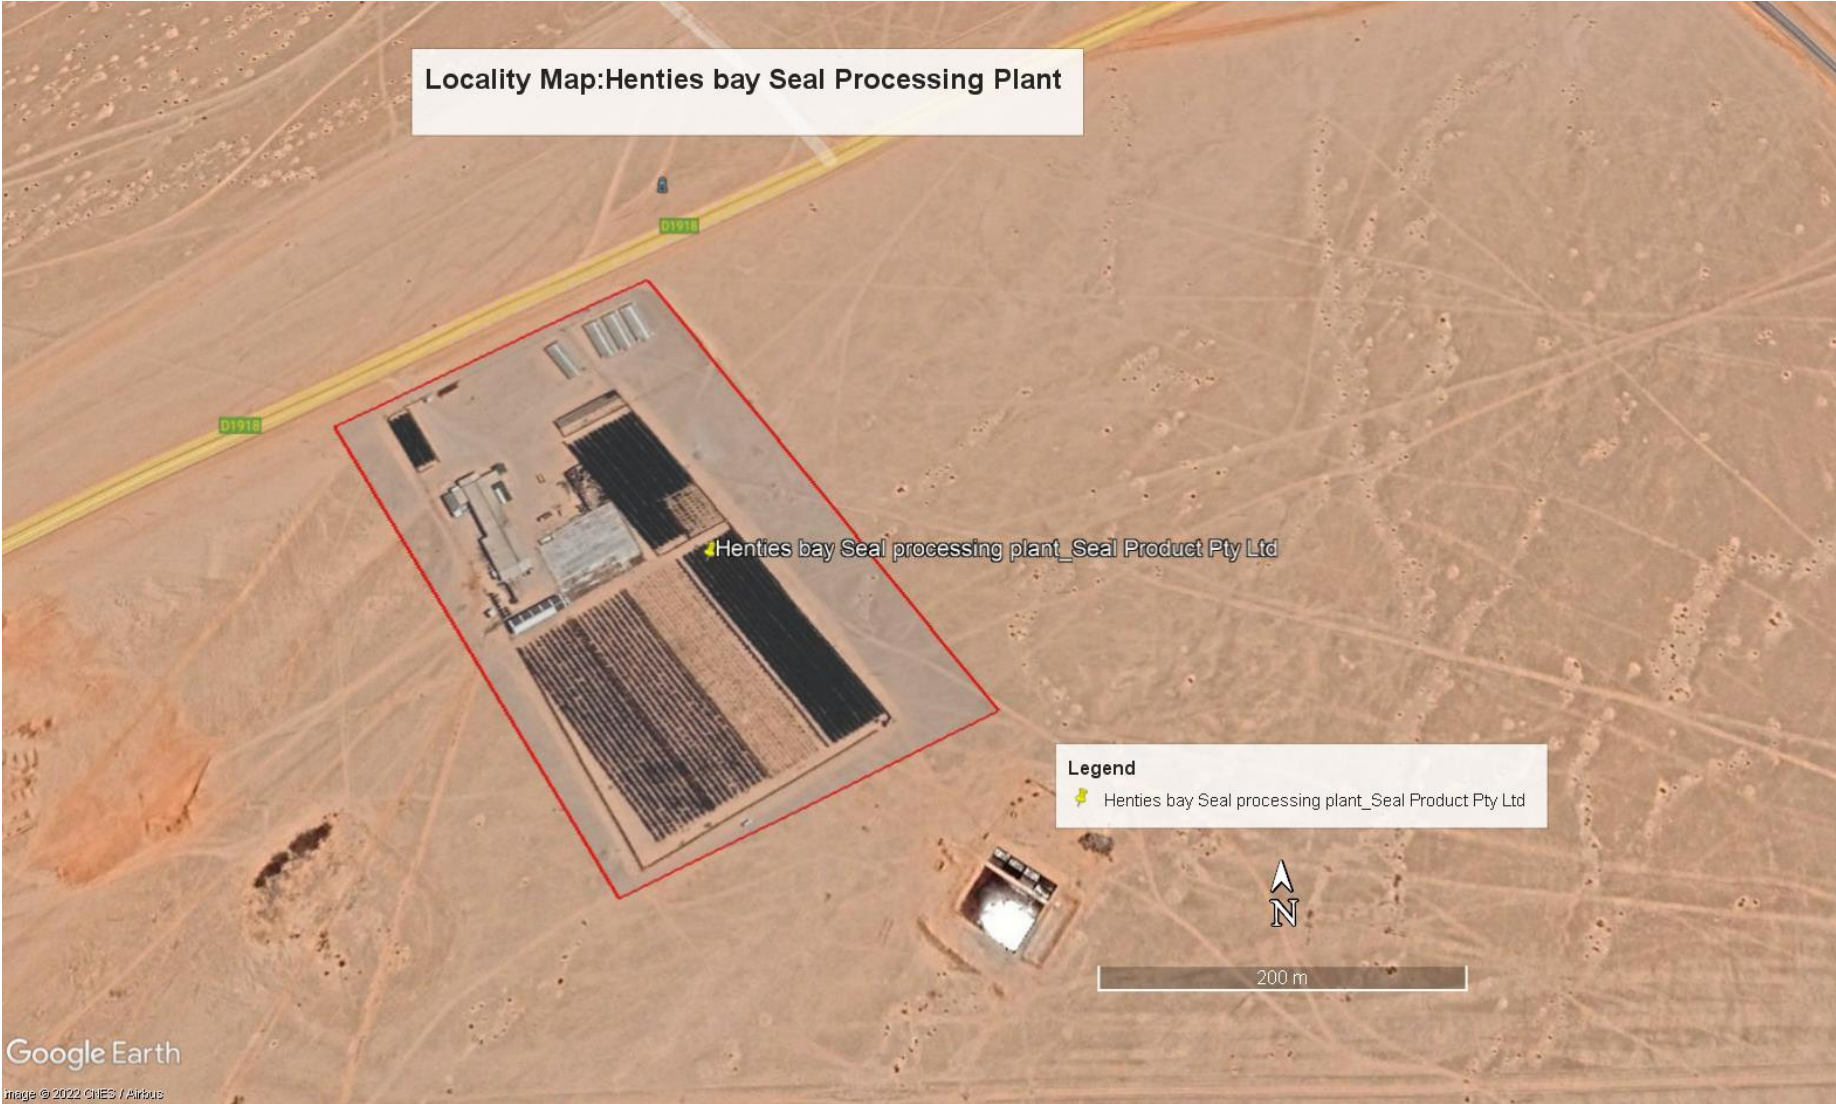 Locality Map:Henties bay Seal Processing Plant
D1918
D1918
Henties bay Seal processing plant_Seal Product Pty Ltd
Legend
Henties bay Seal processing plant_Seal Product Pty Ltd
N
200 m
Google Earth
Image © 2022 CNES / Airbus